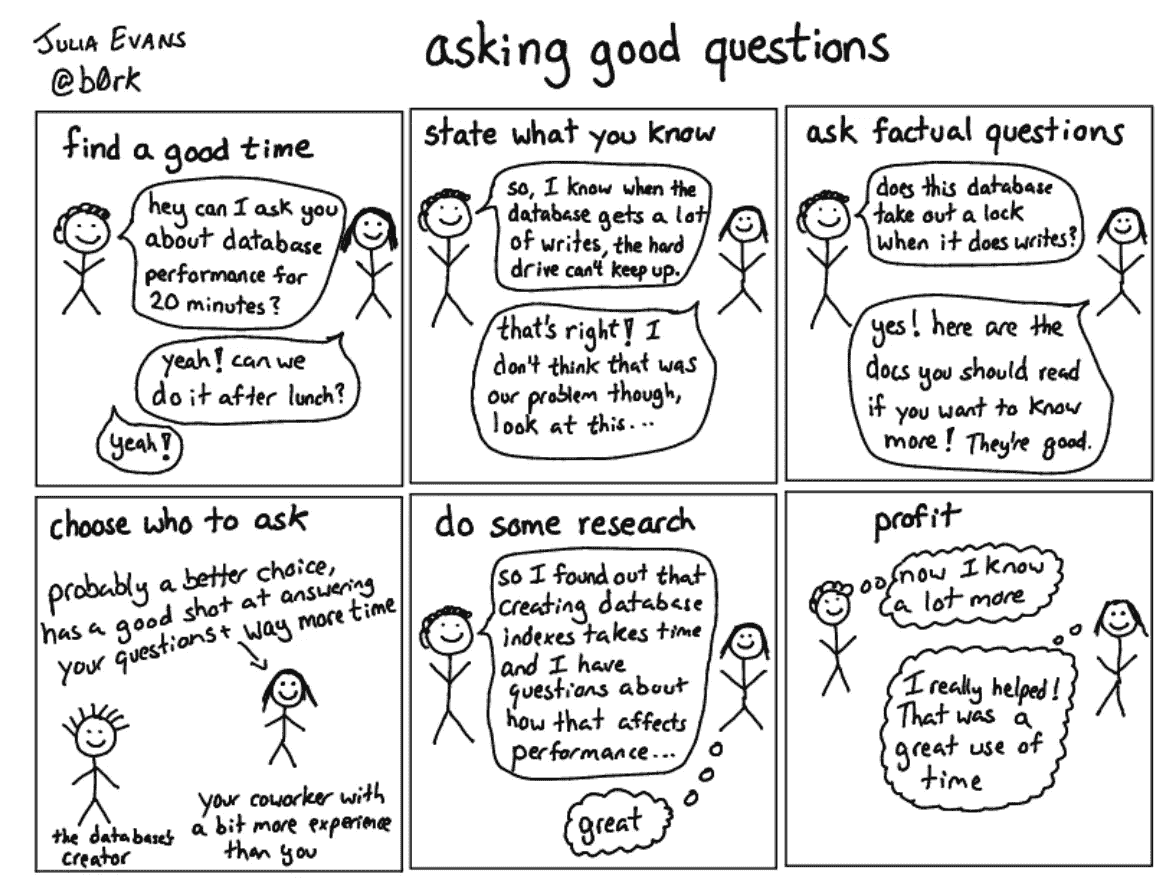 JULIA EVANS
@b0rk
asking good questions
find a good time
hey can I ask you
about database
performance for
20 minutes?
yeah! can we
do it after lunch?
yeah!
state what you know
so, I know when the
database gets a lot
of writes, the hard
drive can't keep up.
that's right! I
don't think that was
our problem though,
look at this...
ask factual questions
does this database
take out a lock
when it does writes?
yes! here are the
docs you should read
if you want to know
more! They're good.
choose who to ask
probably a better choice,
has a good shot at answering
your questions + way more time
the database's
creator
your coworker with
a bit more experience
than you
do some research
so I found out that
creating database
indexes takes time
and I have
questions about
how that affects
performance...
great
profit
now I know
a lot more
I really helped!
That was a
great use of
time